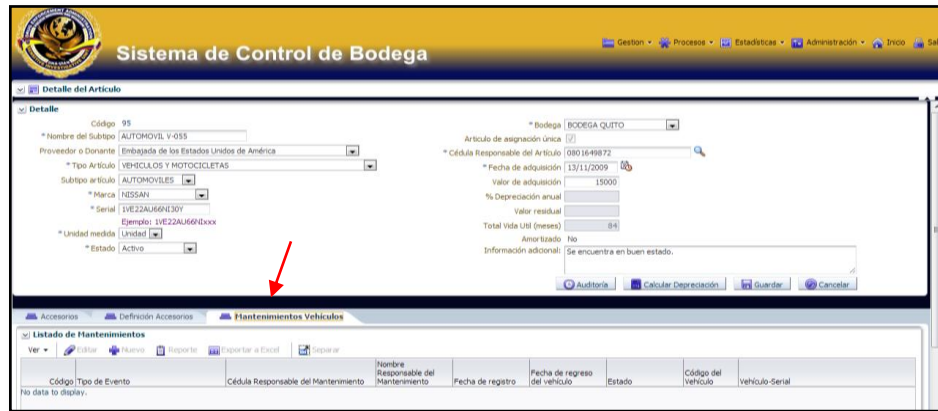 Sistema de Control de Bodega
Gestion Procesos Estadísticas Administración Inicio Sal
Detalle del Artículo
Detalle
Código 95
* Nombre del Subtipo AUTOMOVIL V-055
Proveedor o Donante Embajada de los Estados Unidos de América
* Tipo Artículo VEHICULOS Y MOTOCICLETAS
Subtipo artículo AUTOMOVILES
* Marca NISSAN
* Serial 1VE22AU66NI30Y
Ejemplo: 1VE22AU66NIxxx
* Unidad medida Unidad
* Estado Activo
* Bodega BODEGA QUITO
Articulo de asignación única
* Cédula Responsable del Artículo 0801649872
* Fecha de adquisición 13/11/2009
Valor de adquisición 15000
% Depreciación anual
Valor residual
Total Vida Util (meses) 84
Amortizado No
Información adicional: Se encuentra en buen estado.
Auditoría Calcular Depreciación Guardar Cancelar
Accesorios Definición Accesorios Mantenimientos Vehículos
Listado de Mantenimientos
Ver Editar Nuevo Reporte Exportar a Excel Separar
Código Tipo de Evento Cédula Responsable del Mantenimiento Nombre Responsable del Mantenimiento Fecha de registro Fecha de regreso del vehículo Estado Código del Vehículo Vehículo-Serial
No data to display.